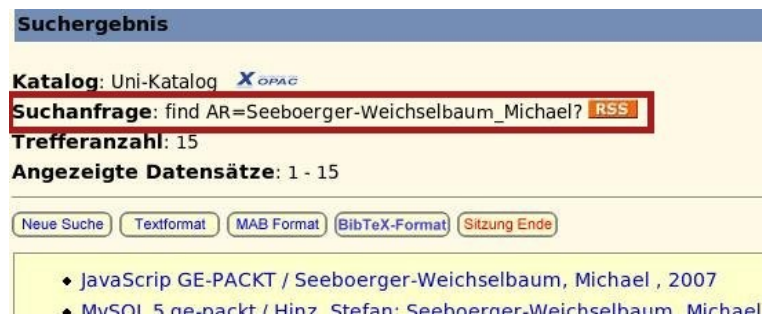 Suchergebnis
Katalog: Uni-Katalog X OPAC
Suchanfrage: find AR=Seeboerger-Weichselbaum_Michael? RSS
Trefferanzahl: 15
Angezeigte Datensätze: 1 - 15
Neue Suche Textformat MAB Format BibTeX-Format Sitzung Ende
• JavaScrip GE-PACKT / Seeboerger-Weichselbaum, Michael , 2007
• MySQL 5 ge-packt / Hinz, Stefan; Seeboerger-Weichselbaum, Michael